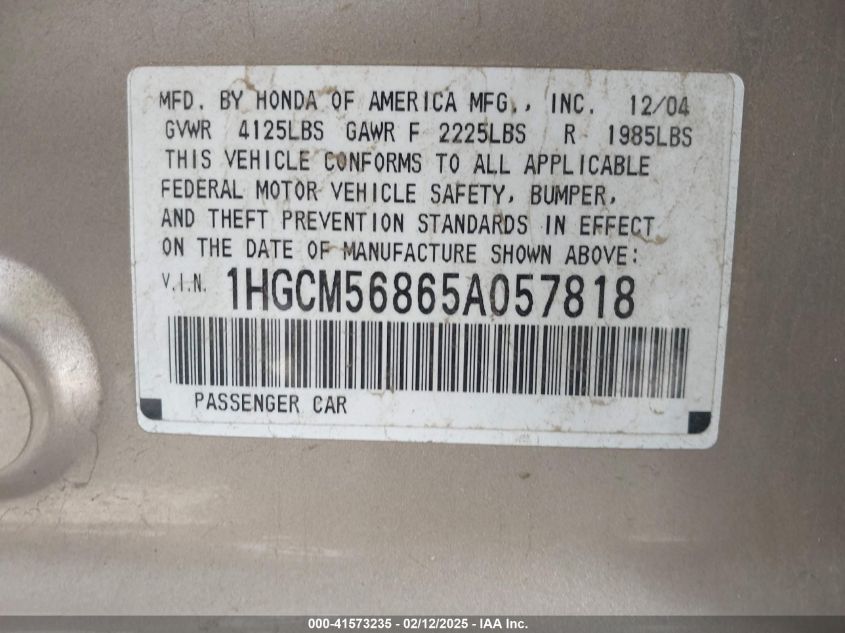 MFD. BY HONDA OF AMERICA MFG., INC. 12/04
GVWR 4125LBS GAWR F 2225LBS R 1985LBS
THIS VEHICLE CONFORMS TO ALL APPLICABLE
FEDERAL MOTOR VEHICLE SAFETY, BUMPER,
AND THEFT PREVENTION STANDARDS IN EFFECT
ON THE DATE OF MANUFACTURE SHOWN ABOVE:
V.I.N. 1HGCM56865A057818
PASSENGER CAR
000-41573235 - 02/12/2025 - IAA Inc.